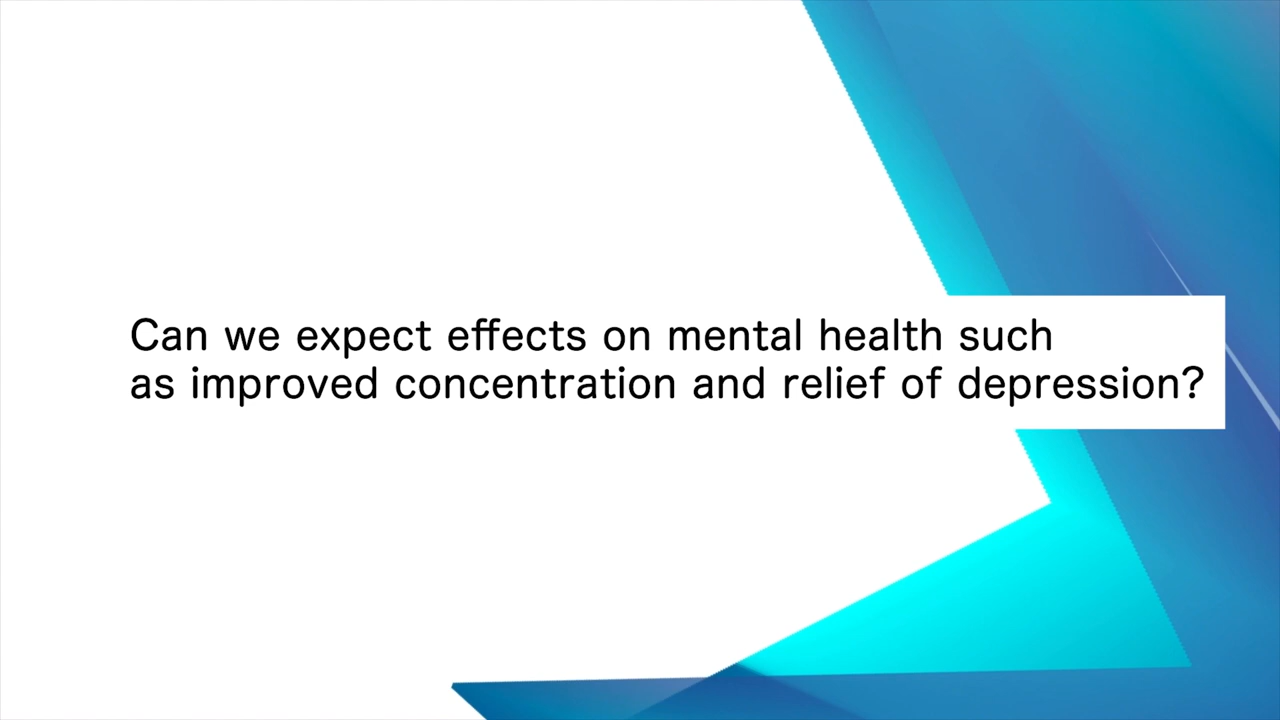 Can we expect effects on mental health such
as improved concentration and relief of depression?